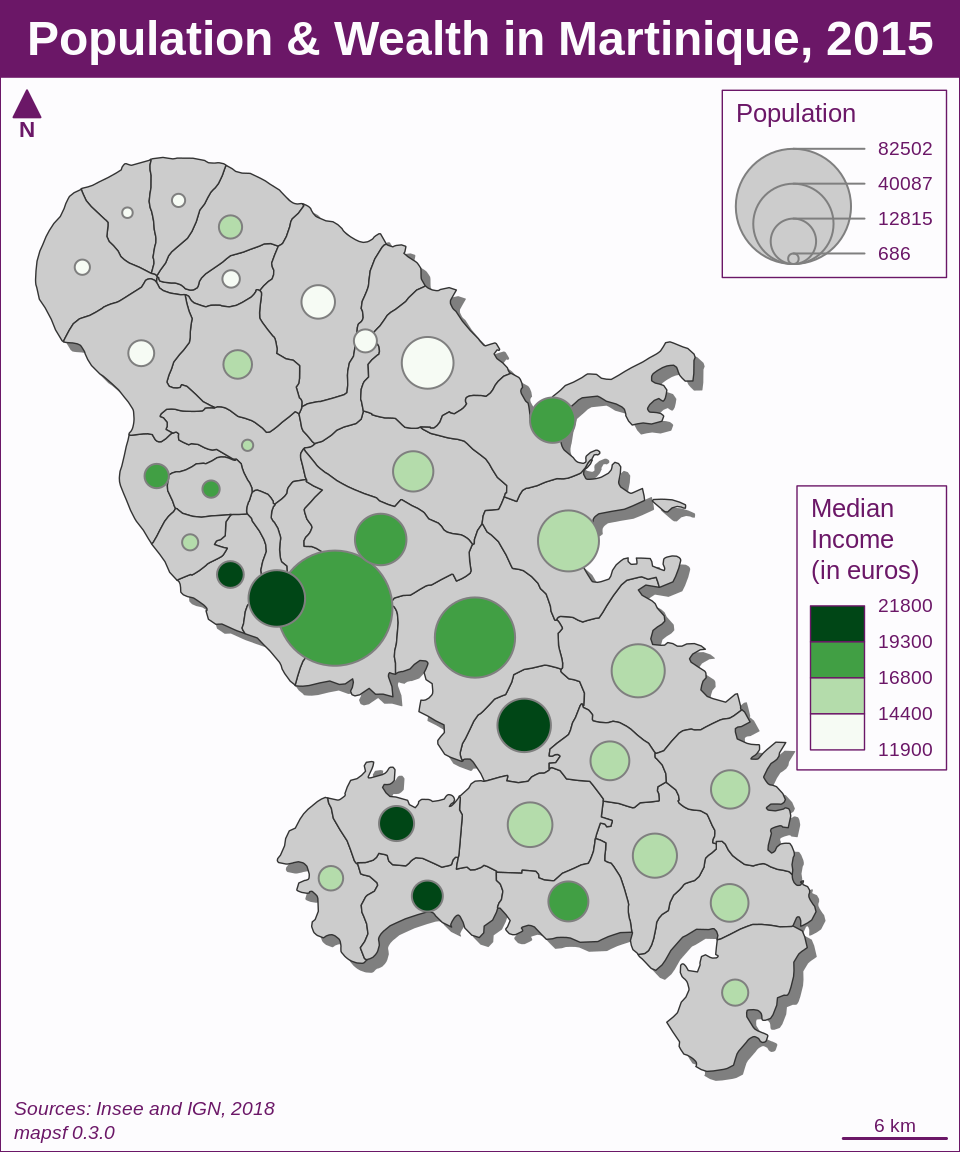 Population & Wealth in Martinique, 2015
N
Population
82502
40087
12815
686
Median
Income
(in euros)
21800
19300
16800
14400
11900
Sources: Insee and IGN, 2018
mapsf 0.3.0
6 km